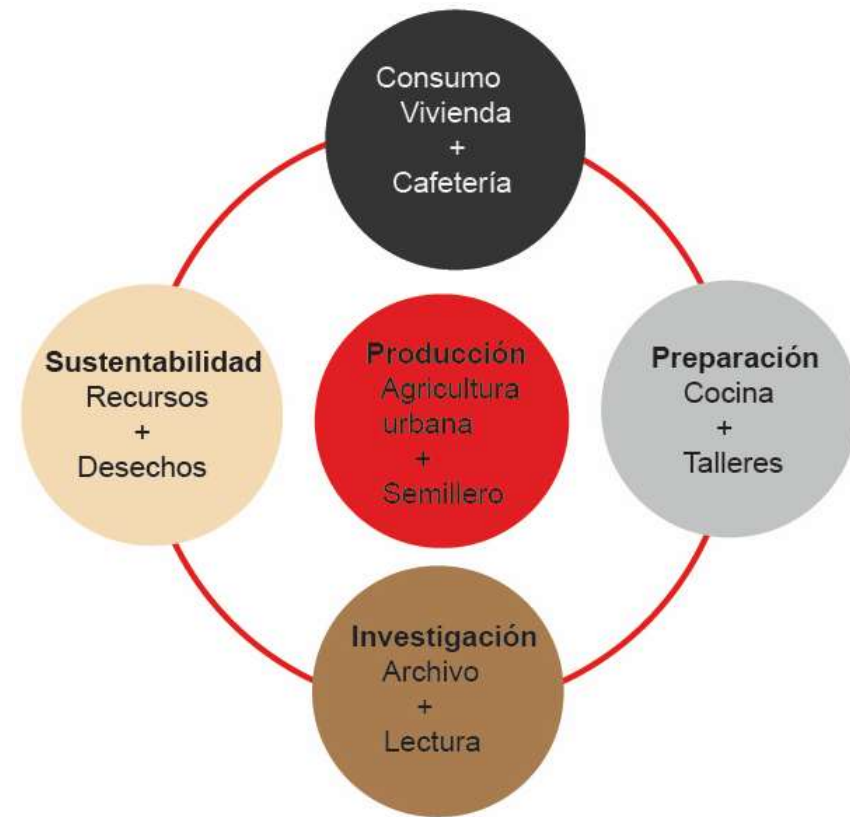 Consumo
Vivienda
+
Cafetería
Sustentabilidad
Recursos
+
Desechos
Producción
Agricultura
urbana
+
Semillero
Preparación
Cocina
+
Talleres
Investigación
Archivo
+
Lectura